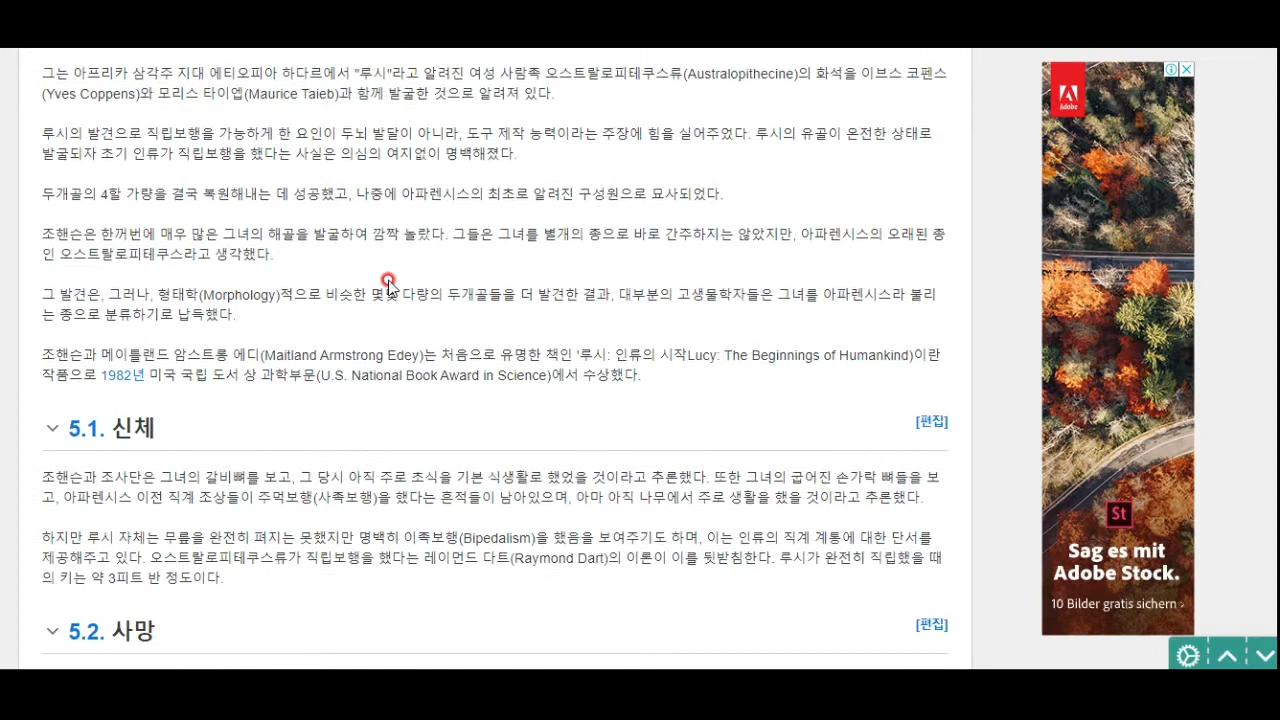 그는 아프리카 삼각주 지대 에티오피아 하다르에서 "루시"라고 알려진 여성 사람족 오스트랄로피테쿠스류(Australopithecine)의 화석을 이브스 코펜스
(Yves Coppens)와 모리스 타이엡(Maurice Taieb)과 함께 발굴한 것으로 알려져 있다.
루시의 발견으로 직립보행을 가능하게 한 요인이 두뇌 발달이 아니라, 도구 제작 능력이라는 주장에 힘을 실어주었다. 루시의 유골이 온전한 상태로
발굴되자 초기 인류가 직립보행을 했다는 사실은 의심의 여지없이 명백해졌다.
두개골의 4할 가량을 결국 복원해내는 데 성공했고, 나중에 아파렌시스의 최초로 알려진 구성원으로 묘사되었다.
조핸슨은 한꺼번에 매우 많은 그녀의 해골을 발굴하여 깜짝 놀랐다. 그들은 그녀를 별개의 종으로 바로 간주하지는 않았지만, 아파렌시스의 오래된 종
인 오스트랄로피테쿠스라고 생각했다.
그 발견은, 그러나, 형태학(Morphology)적으로 비슷한 다량의 두개골들을 더 발견한 결과, 대부분의 고생물학자들은 그녀를 아파렌시스라 불리
는 종으로 분류하기로 납득했다.
조핸슨과 메이틀랜드 암스트롱 에디(Maitland Armstrong Edey)는 처음으로 유명한 책인 '루시: 인류의 시작Lucy: The Beginnings of Humankind)이란
작품으로 1982년 미국 국립 도서 상 과학부문(U.S. National Book Award in Science)에서 수상했다.
5.1. 신체 [편집]
조핸슨과 조사단은 그녀의 갈비뼈를 보고, 그 당시 아직 주로 초식을 기본 식생활로 했었을 것이라고 추론했다. 또한 그녀의 굽어진 손가락 뼈들을 보
고, 아파렌시스 이전 직계 조상들이 주먹보행(사족보행)을 했다는 흔적들이 남아있으며, 아마 아직 나무에서 주로 생활을 했을 것이라고 추론했다.
하지만 루시 자체는 무릎을 완전히 펴지는 못했지만 명백히 이족보행(Bipedalism)을 했음을 보여주기도 하며, 이는 인류의 직계 계통에 대한 단서를
제공해주고 있다. 오스트랄로피테쿠스가 직립보행을 했다는 레이먼드 다트(Raymond Dart)의 이론이 이를 뒷받침한다. 루시가 완전히 직립했을 때
의 키는 약 3피트 반 정도이다.
5.2. 사망 [편집]
Adobe
St
Sag es mit
Adobe Stock.
10 Bilder gratis sichern ›